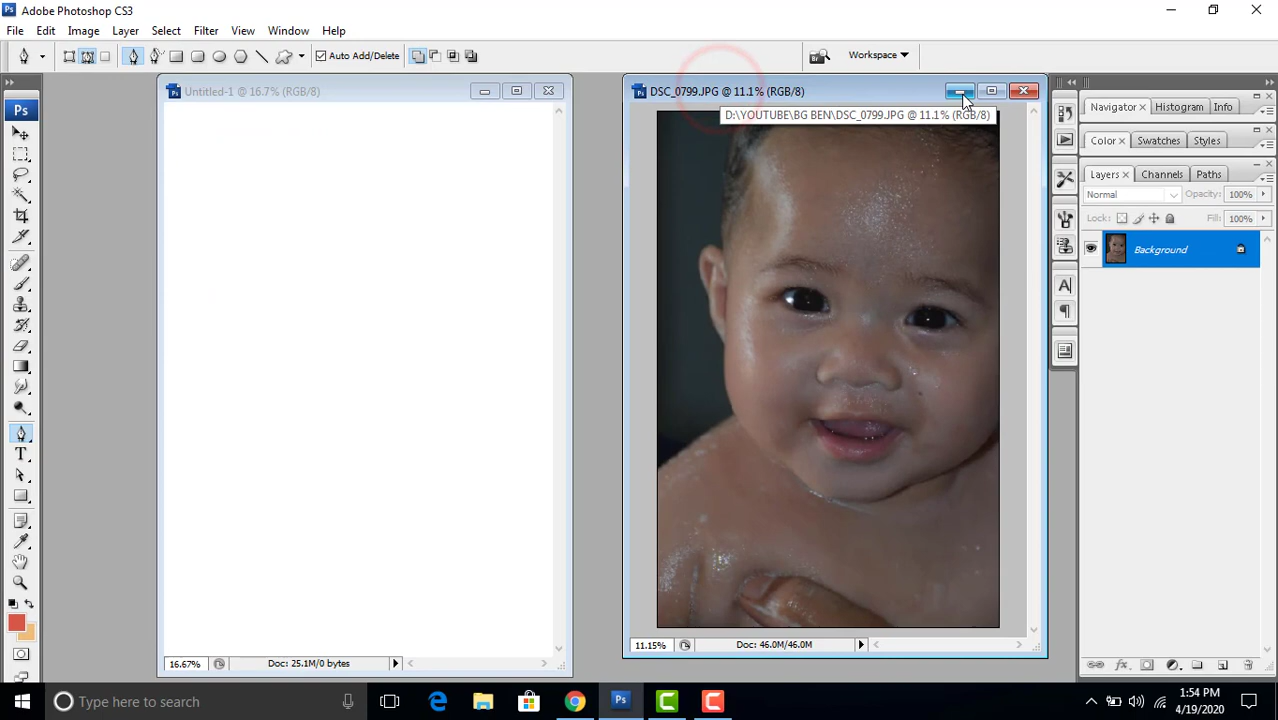 Adobe Photoshop CS3
File Edit Image Layer Select Filter View Window Help
Auto Add/Delete
Workspace
Untitled-1 @ 16.7% (RGB/8)
DSC_0799.JPG @ 11.1% (RGB/8)
D:\YOUTUBE\BG BEN\DSC_0799.JPG @ 11.1% (RGB/8)
Navigator Histogram Info
Color Swatches Styles
Layers Channels Paths
Normal Opacity: 100%
Lock: Fill: 100%
Background
11.15% Doc: 46.0M/46.0M
16.67% Doc: 25.1M/0 bytes
Type here to search
1:54 PM
4/19/2020